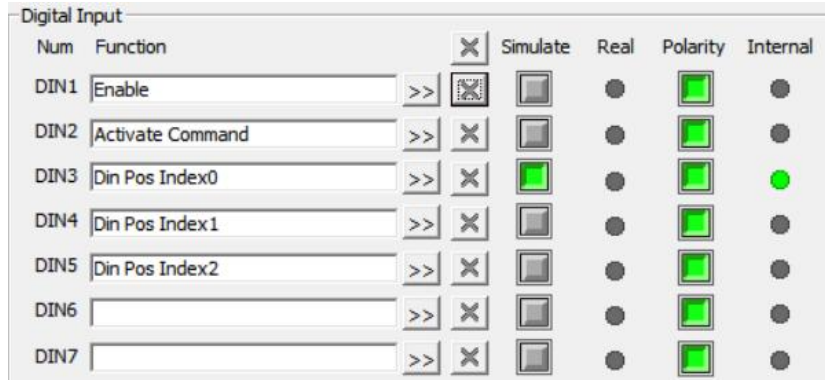 Digital Input
Num Function Simulate Real Polarity Internal
DIN1 Enable >>
DIN2 Activate Command >>
DIN3 Din Pos Index0 >>
DIN4 Din Pos Index1 >>
DIN5 Din Pos Index2 >>
DIN6 >>
DIN7 >>